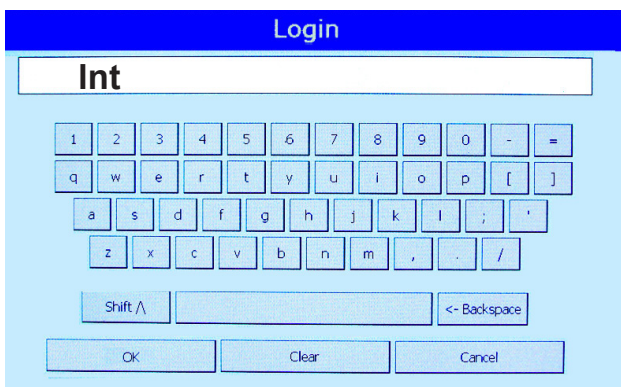 Login
Int
1 2 3 4 5 6 7 8 9 0 - =
q w e r t y u i o p [ ]
a s d f g h j k l ; '
z x c v b n m , . /
Shift /\ <- Backspace
OK Clear Cancel